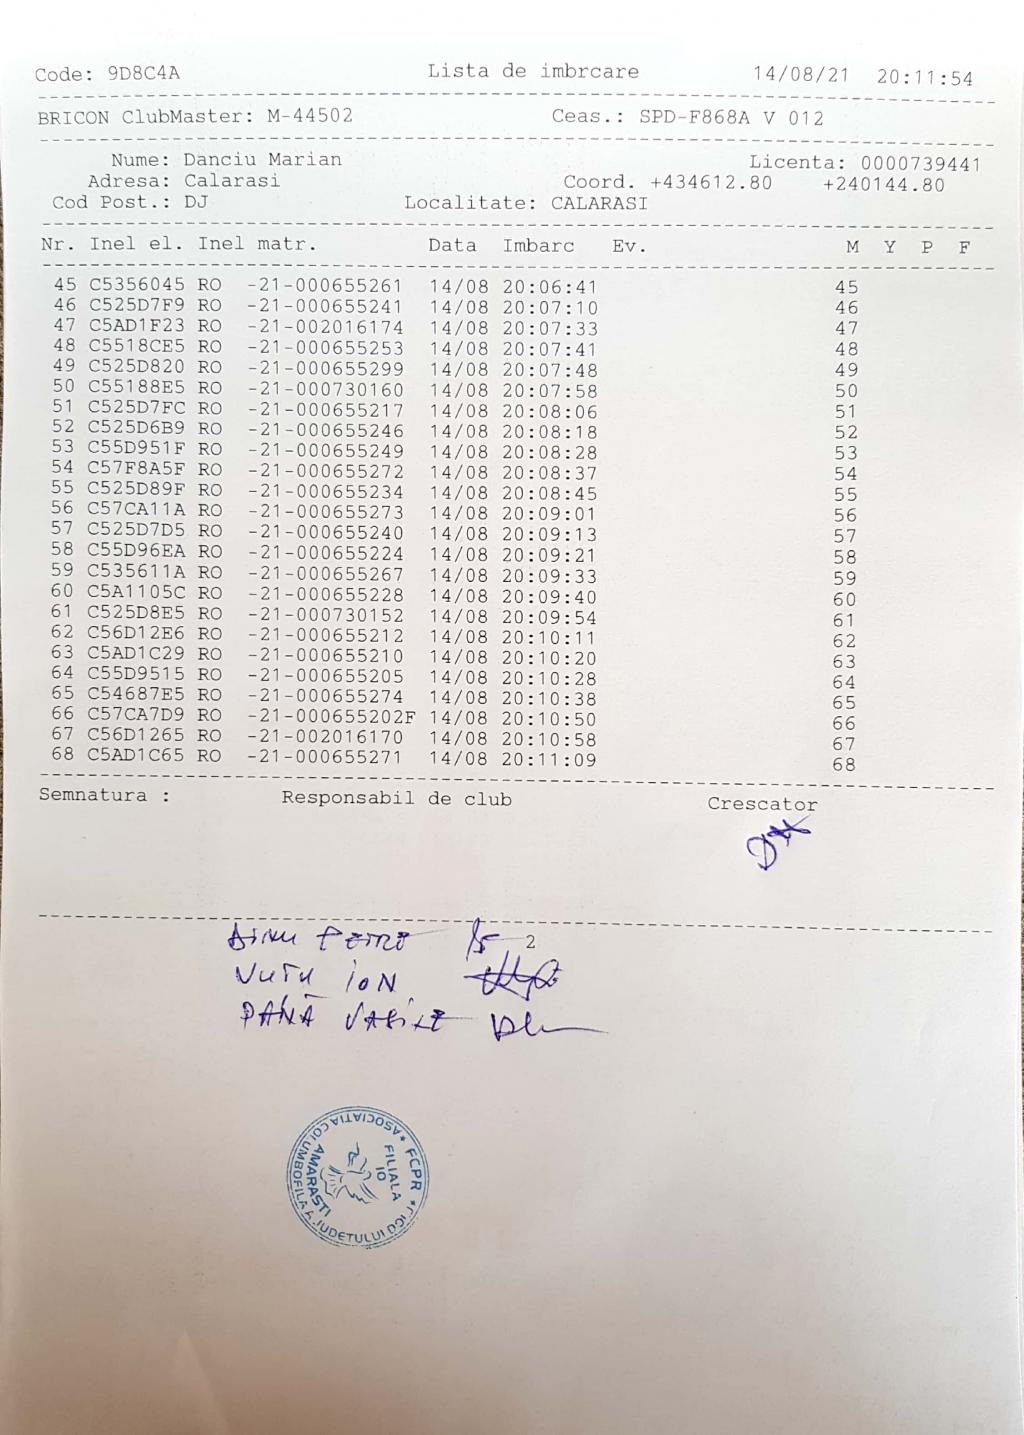 Code: 9D8C4A Lista de imbrcare 14/08/21 20:11:54
BRICON ClubMaster: M-44502 Ceas.: SPD-F868A V 012
Nume: Danciu Marian Licenta: 0000739441
Adresa: Calarasi Coord. +434612.80 +240144.80
Cod Post.: DJ Localitate: CALARASI
Nr. Inel el. Inel matr. Data Imbarc Ev. M Y P F
45 C5356045 RO -21-000655261 14/08 20:06:41 45
46 C525D7F9 RO -21-000655241 14/08 20:07:10 46
47 C5AD1F23 RO -21-002016174 14/08 20:07:33 47
48 C5518CE5 RO -21-000655253 14/08 20:07:41 48
49 C525D820 RO -21-000655299 14/08 20:07:48 49
50 C55188E5 RO -21-000730160 14/08 20:07:58 50
51 C525D7FC RO -21-000655217 14/08 20:08:06 51
52 C525D6B9 RO -21-000655246 14/08 20:08:18 52
53 C55D951F RO -21-000655249 14/08 20:08:28 53
54 C57F8A5F RO -21-000655272 14/08 20:08:37 54
55 C525D89F RO -21-000655234 14/08 20:08:45 55
56 C57CA11A RO -21-000655273 14/08 20:09:01 56
57 C525D7D5 RO -21-000655240 14/08 20:09:13 57
58 C55D96EA RO -21-000655224 14/08 20:09:21 58
59 C535611A RO -21-000655267 14/08 20:09:33 59
60 C5A1105C RO -21-000655228 14/08 20:09:40 60
61 C525D8E5 RO -21-000730152 14/08 20:09:54 61
62 C56D12E6 RO -21-000655212 14/08 20:10:11 62
63 C5AD1C29 RO -21-000655210 14/08 20:10:20 63
64 C55D9515 RO -21-000655205 14/08 20:10:28 64
65 C54687E5 RO -21-000655274 14/08 20:10:38 65
66 C57CA7D9 RO -21-000655202F 14/08 20:10:50 66
67 C56D1265 RO -21-002016170 14/08 20:10:58 67
68 C5AD1C65 RO -21-000655271 14/08 20:11:09 68
Semnatura : Responsabil de club Crescator
DINU PETRE 2
VUTU ION
PANĂ VASILE
FCPR
ASOCIATIA COLUMBOFILA A JUDETULUI DOLJ
FILIALA
10
AMARASTI